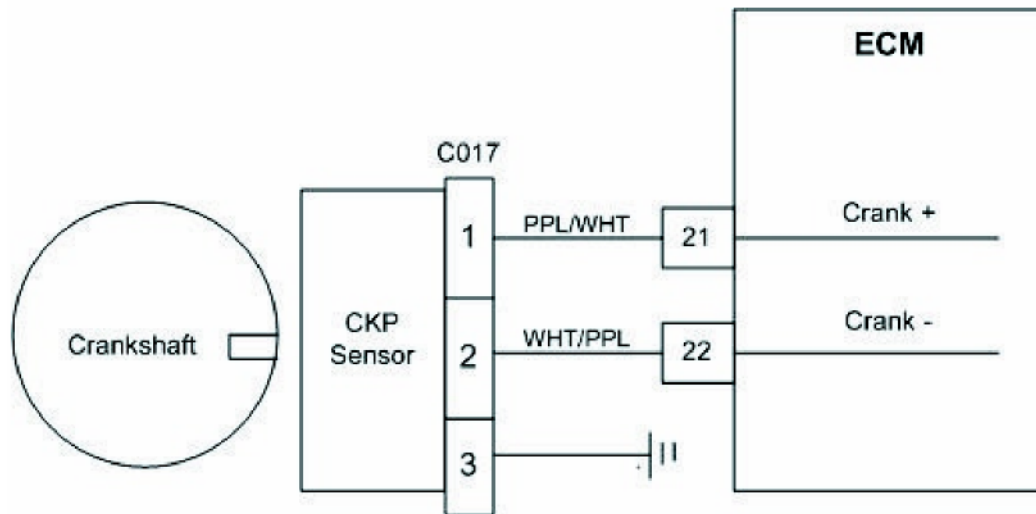 ECM
C017
1
PPL/WHT
21
Crank +
Crankshaft
CKP
Sensor
2
WHT/PPL
22
Crank -
3